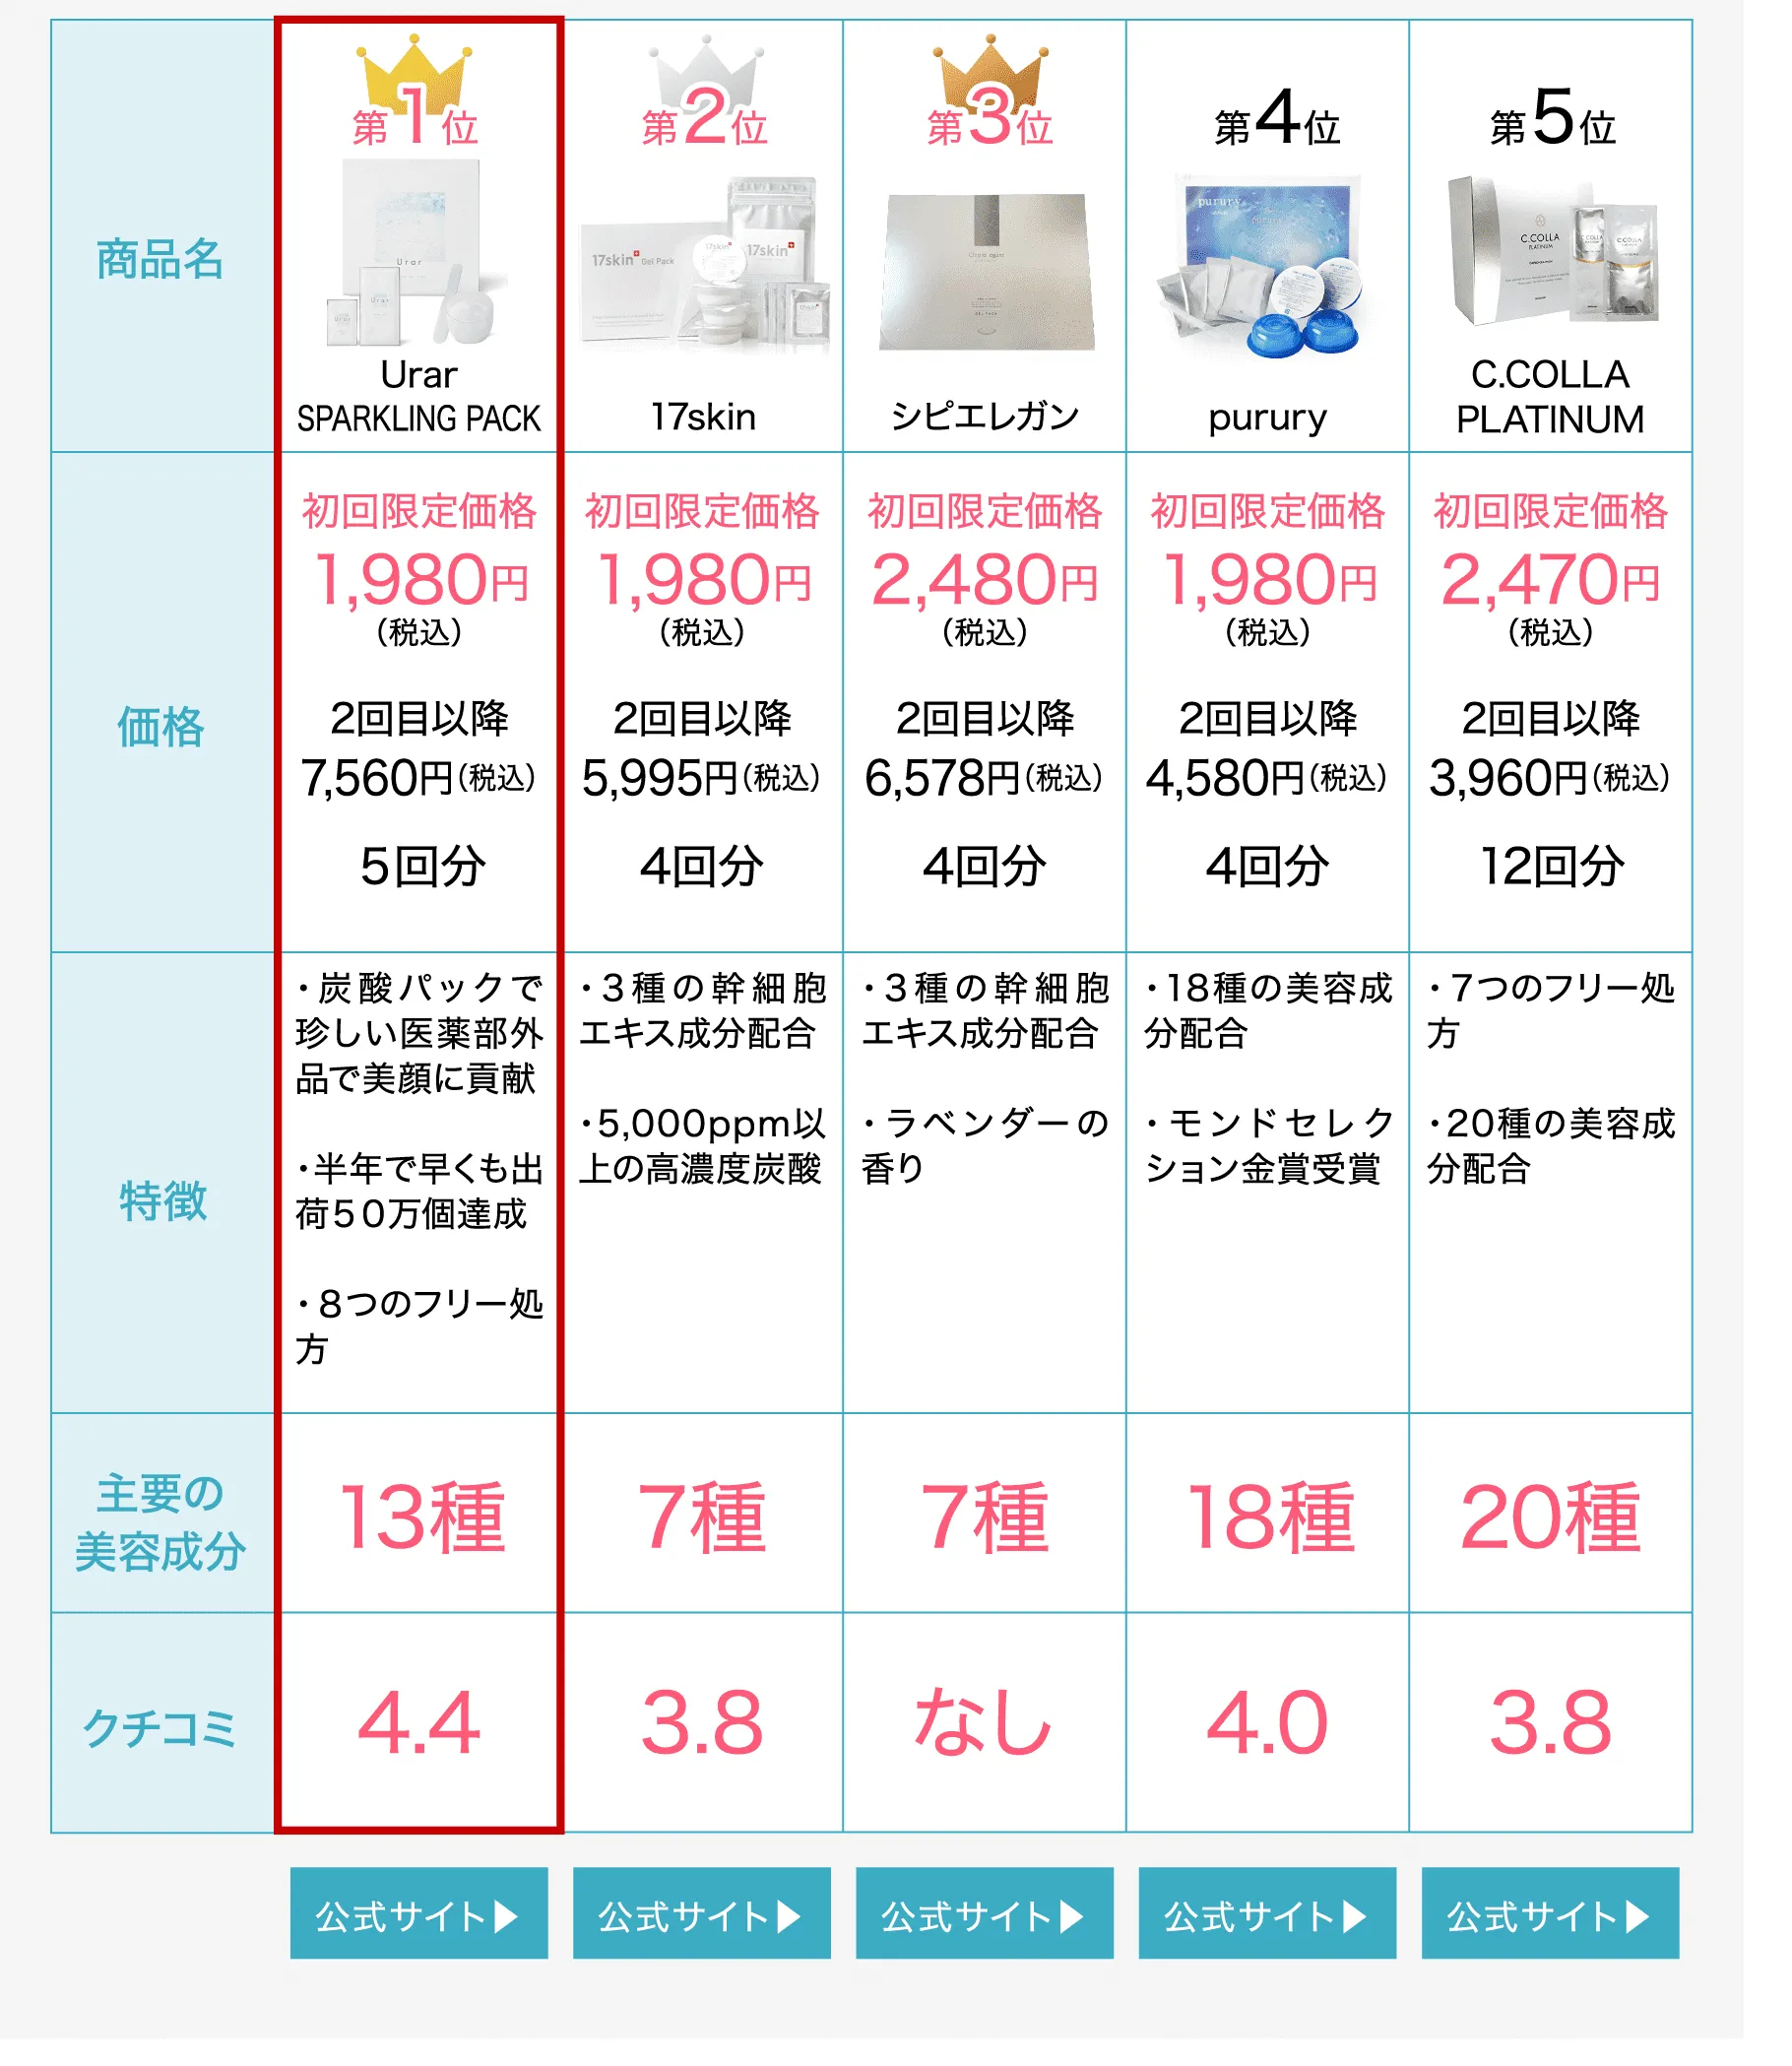 商品名
第1位
Urar
Urar
Urar
Urar
SPARKLING PACK
第2位
17skin
17skin Gel Pack
17skin
17skin
第3位
シピエレガン
第4位
purury
purury
第5位
C.COLLA
PLATINUM
C.COLLA
C.COLLA
C.COLLA
PLATINUM
価格
初回限定価格
1,980円
（税込）
2回目以降
7,560円（税込）
5回分
初回限定価格
1,980円
（税込）
2回目以降
5,995円（税込）
4回分
初回限定価格
2,480円
（税込）
2回目以降
6,578円（税込）
4回分
初回限定価格
1,980円
（税込）
2回目以降
4,580円（税込）
4回分
初回限定価格
2,470円
（税込）
2回目以降
3,960円（税込）
12回分
特徴
・炭酸パックで
珍しい医薬部外
品で美顔に貢献
・半年で早くも出
荷50万個達成
・8つのフリー処
方
・3種の幹細胞
エキス成分配合
・5,000ppm以
上の高濃度炭酸
・3種の幹細胞
エキス成分配合
・ラベンダーの
香り
・18種の美容成
分配合
・モンドセレク
ション金賞受賞
・7つのフリー処
方
・20種の美容成
分配合
主要の
美容成分
13種
7種
7種
18種
20種
クチコミ
4.4
3.8
なし
4.0
3.8
公式サイト▶
公式サイト▶
公式サイト▶
公式サイト▶
公式サイト▶